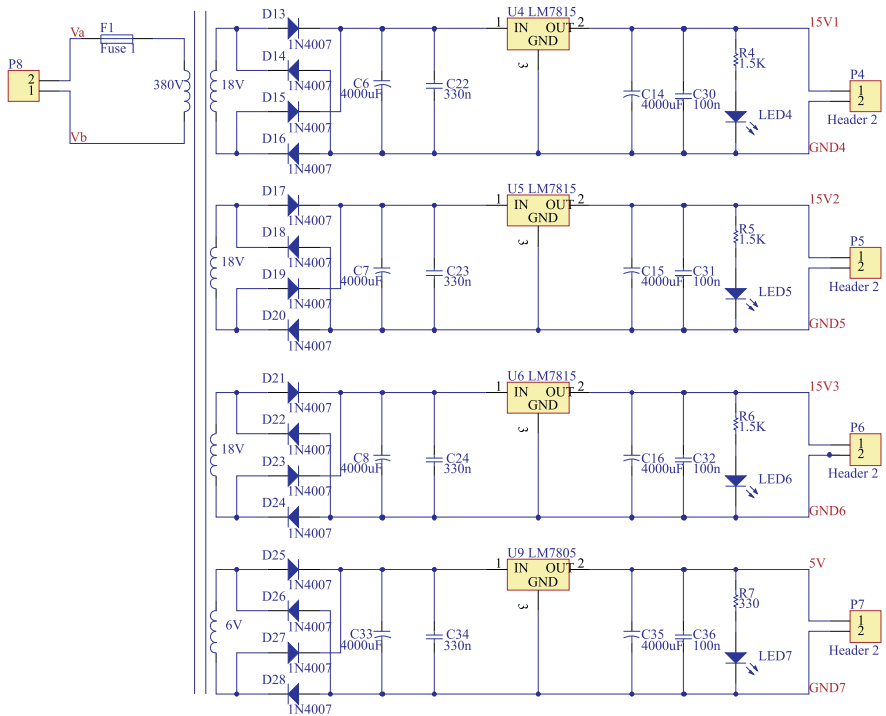 P8
2
1
Va
F1
Fuse 1
380V
Vb
18V
D13
1N4007
D14
1N4007
D15
1N4007
D16
1N4007
C6
4000uF
C22
330n
U4 LM7815
1 IN OUT 2
GND
3
C14
4000uF
C30
100n
R4
1.5K
LED4
15V1
GND4
P4
1
2
Header 2
18V
D17
1N4007
D18
1N4007
D19
1N4007
D20
1N4007
C7
4000uF
C23
330n
U5 LM7815
1 IN OUT 2
GND
3
C15
4000uF
C31
100n
R5
1.5K
LED5
15V2
GND5
P5
1
2
Header 2
18V
D21
1N4007
D22
1N4007
D23
1N4007
D24
1N4007
C8
4000uF
C24
330n
U6 LM7815
1 IN OUT 2
GND
3
C16
4000uF
C32
100n
R6
1.5K
LED6
15V3
GND6
P6
1
2
Header 2
6V
D25
1N4007
D26
1N4007
D27
1N4007
D28
1N4007
C33
4000uF
C34
330n
U9 LM7805
1 IN OUT 2
GND
3
C35
4000uF
C36
100n
R7
330
LED7
5V
GND7
P7
1
2
Header 2